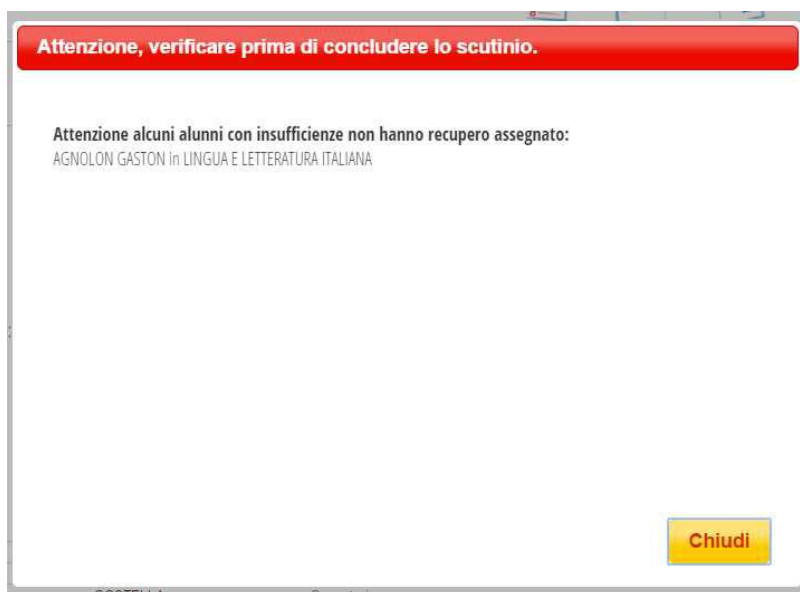 Attenzione, verificare prima di concludere lo scutinio.
Attenzione alcuni alunni con insufficienze non hanno recupero assegnato:
AGNOLON GASTON in LINGUA E LETTERATURA ITALIANA
Chiudi